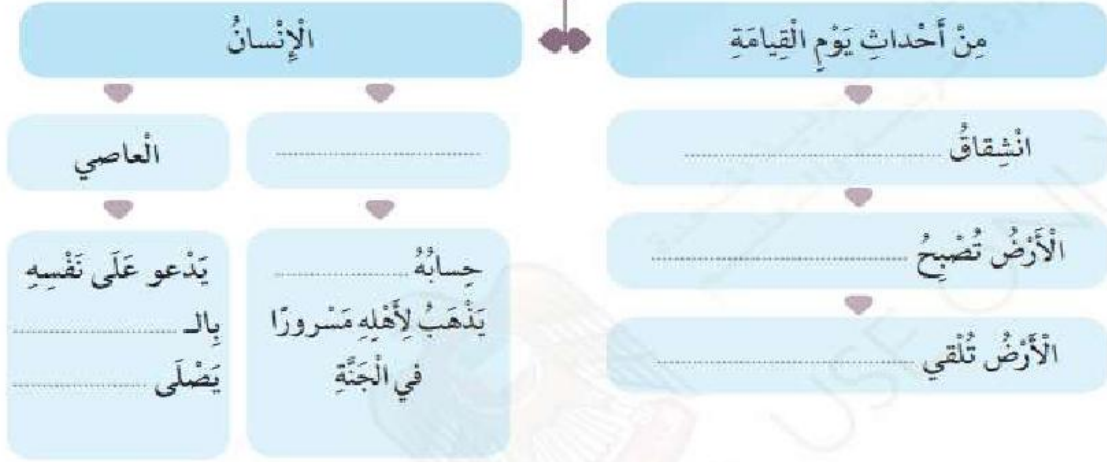 مِنْ أَحْداثِ يَوْمِ الْقِيامَةِ
انْشِقاقُ ........................
الْأَرْضُ تُصْبِحُ ........................
الْأَرْضُ تُلْقي ........................
الْإِنْسانُ
........................
حِسابُهُ ........................
يَذْهَبُ لِأَهْلِهِ مَسْرورًا
في الْجَنَّةِ
الْعاصي
يَدْعو عَلَى نَفْسِهِ
بِالـ ........................
يَصْلَى ........................